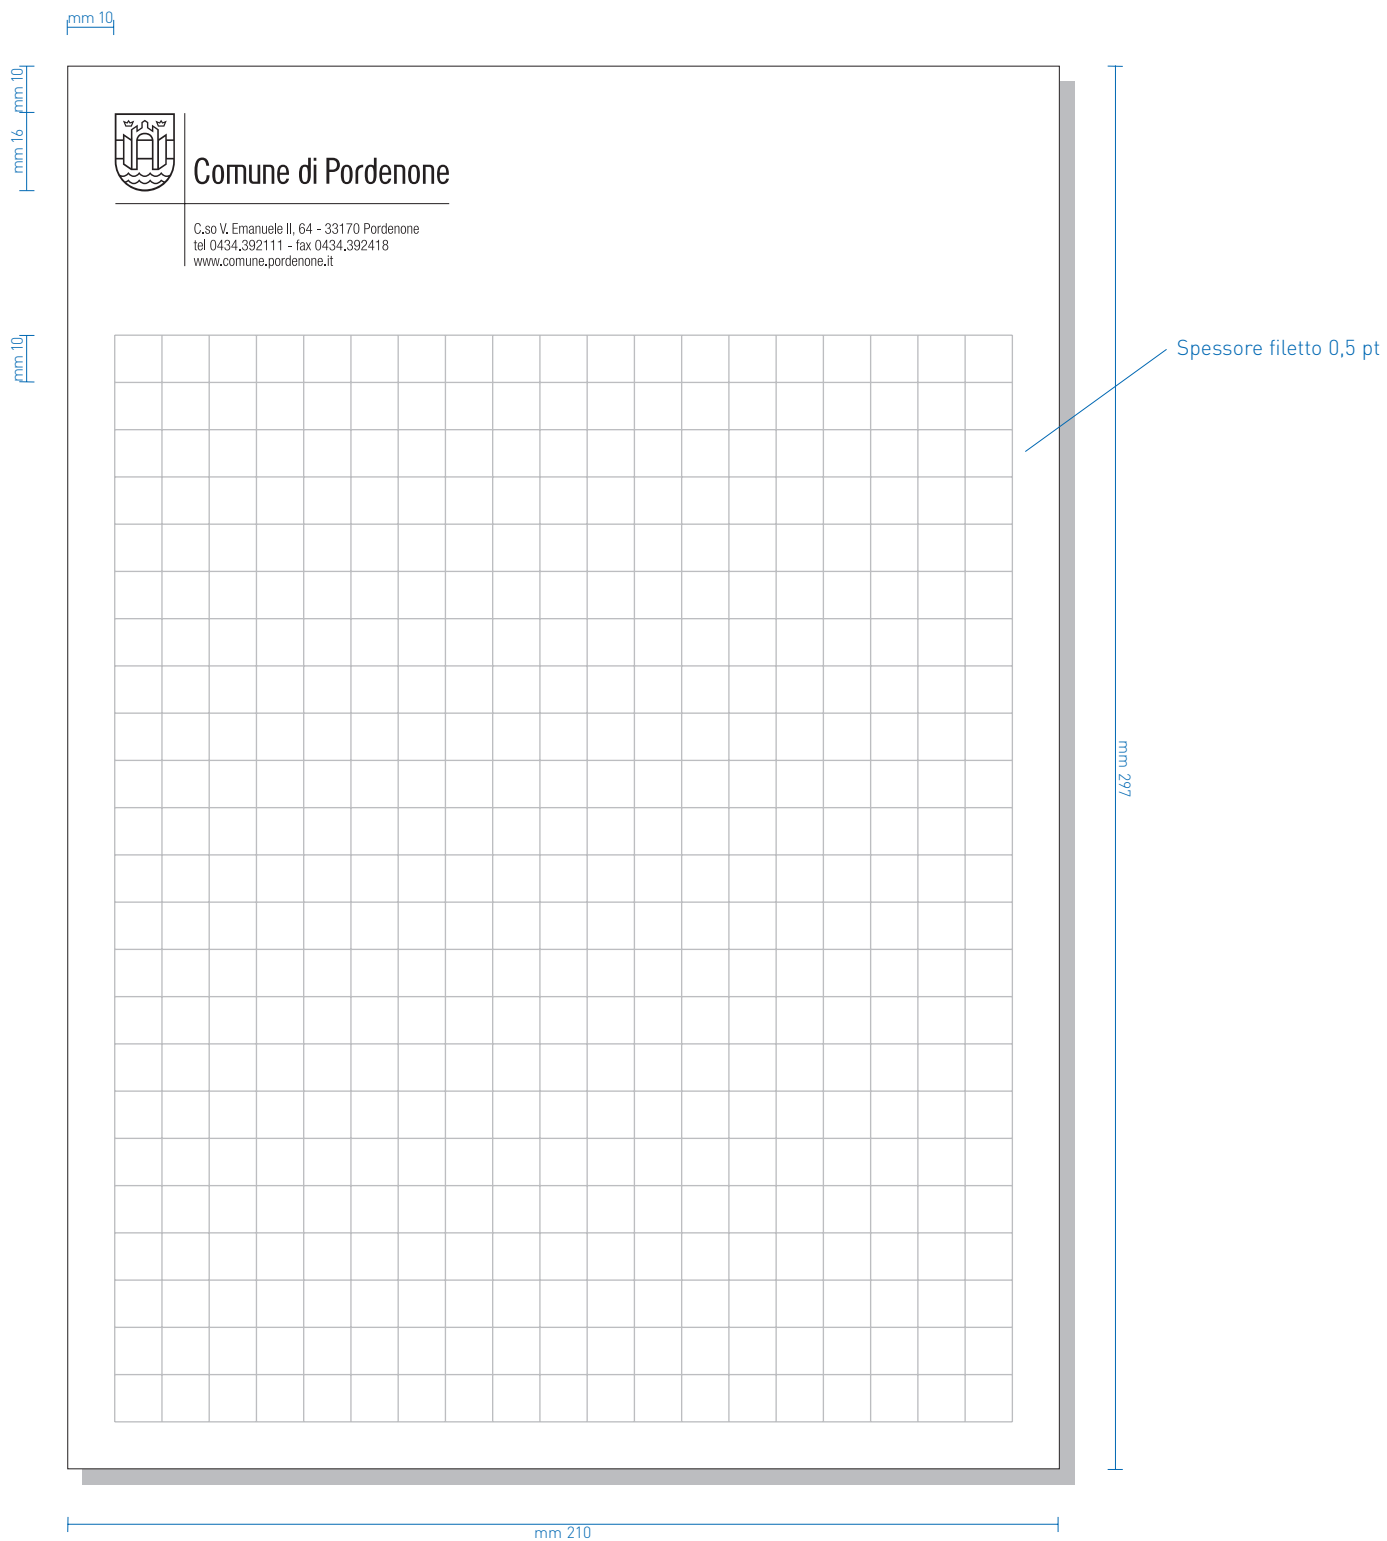 mm 10
mm 10
mm 16
Comune di Pordenone
C.so V. Emanuele II, 64 - 33170 Pordenone
tel 0434.392111 - fax 0434.392418
www.comune.pordenone.it
mm 10
Spessore filetto 0,5 pt
mm 297
mm 210